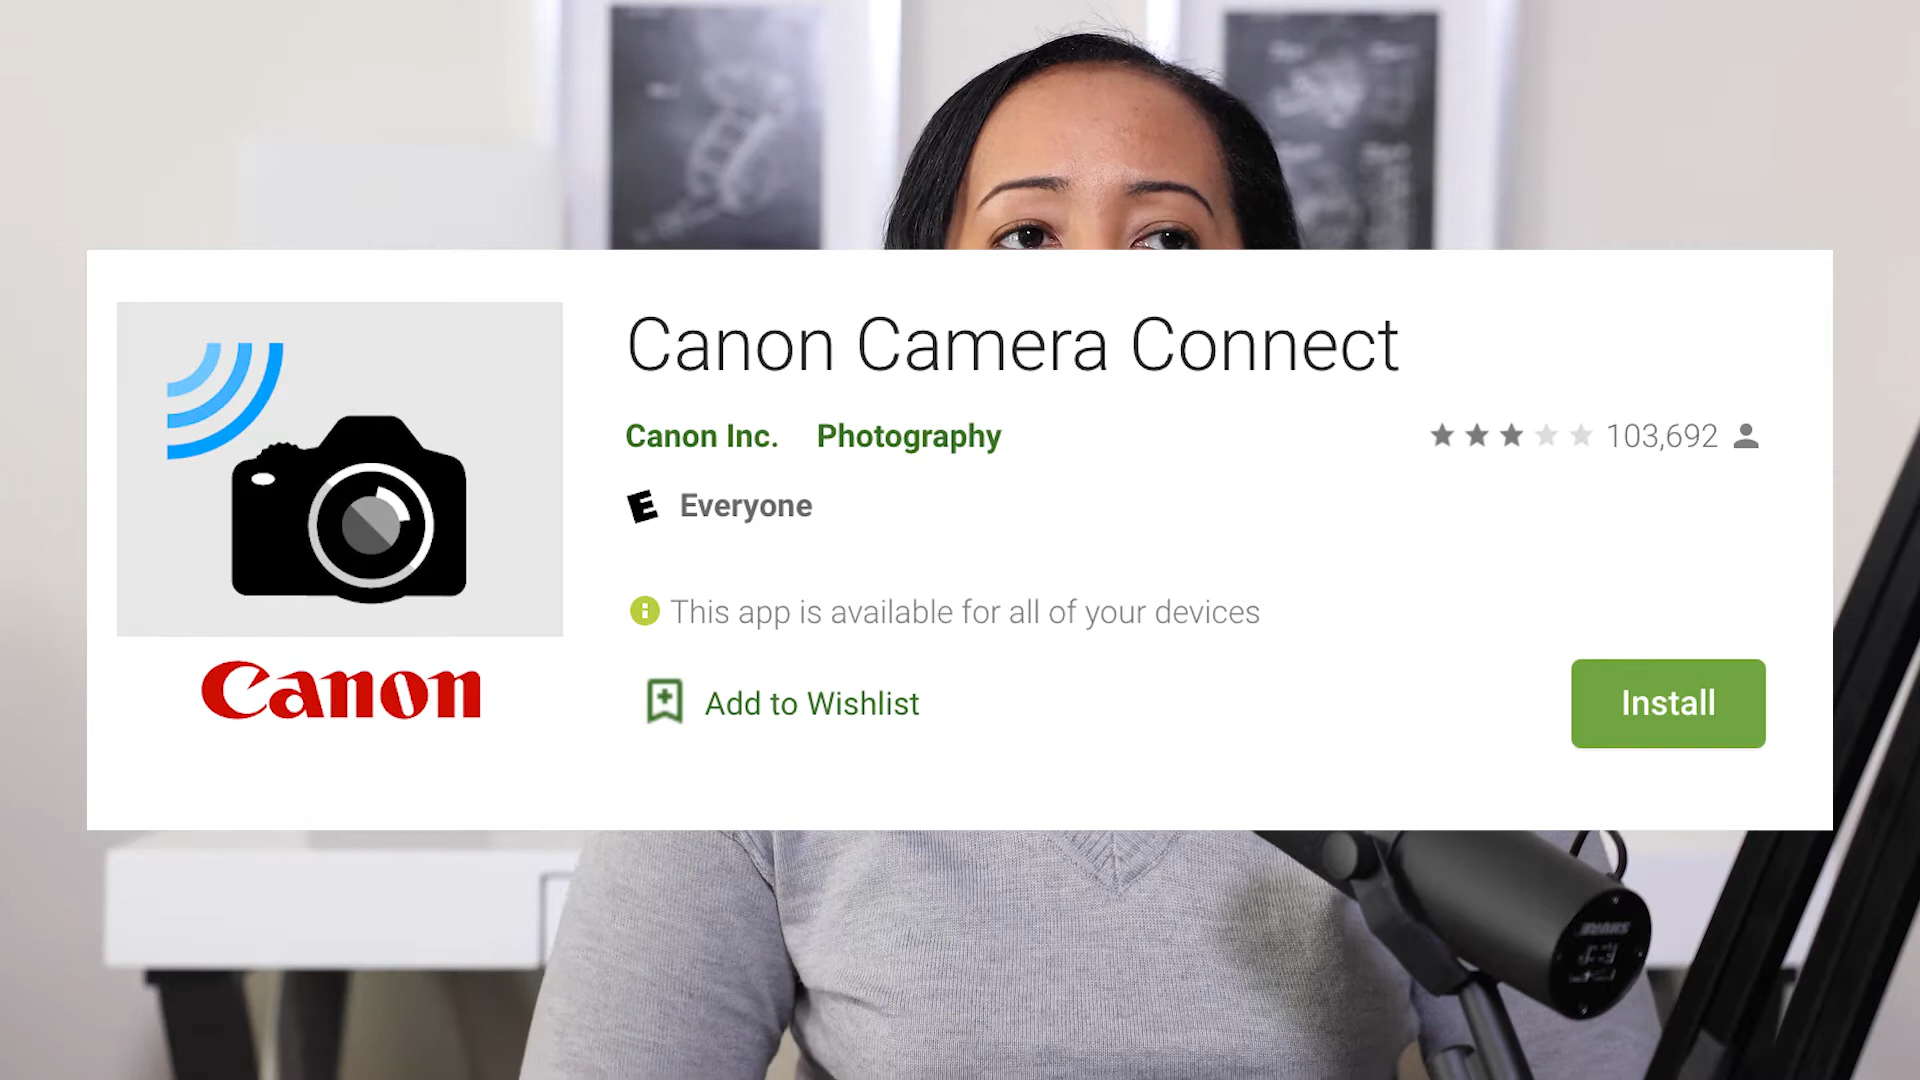 Canon Camera Connect
Canon Inc. Photography
103,692
E Everyone
This app is available for all of your devices
Canon
Add to Wishlist
Install